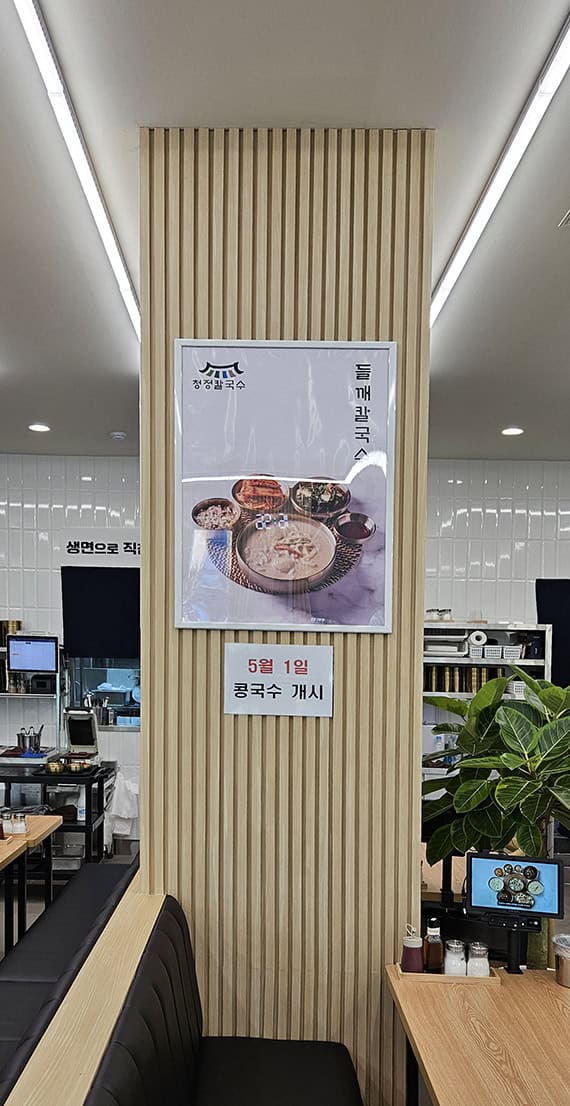 청정칼국수
들깨칼국수
생면으로 직
5월 1일
콩국수 개시